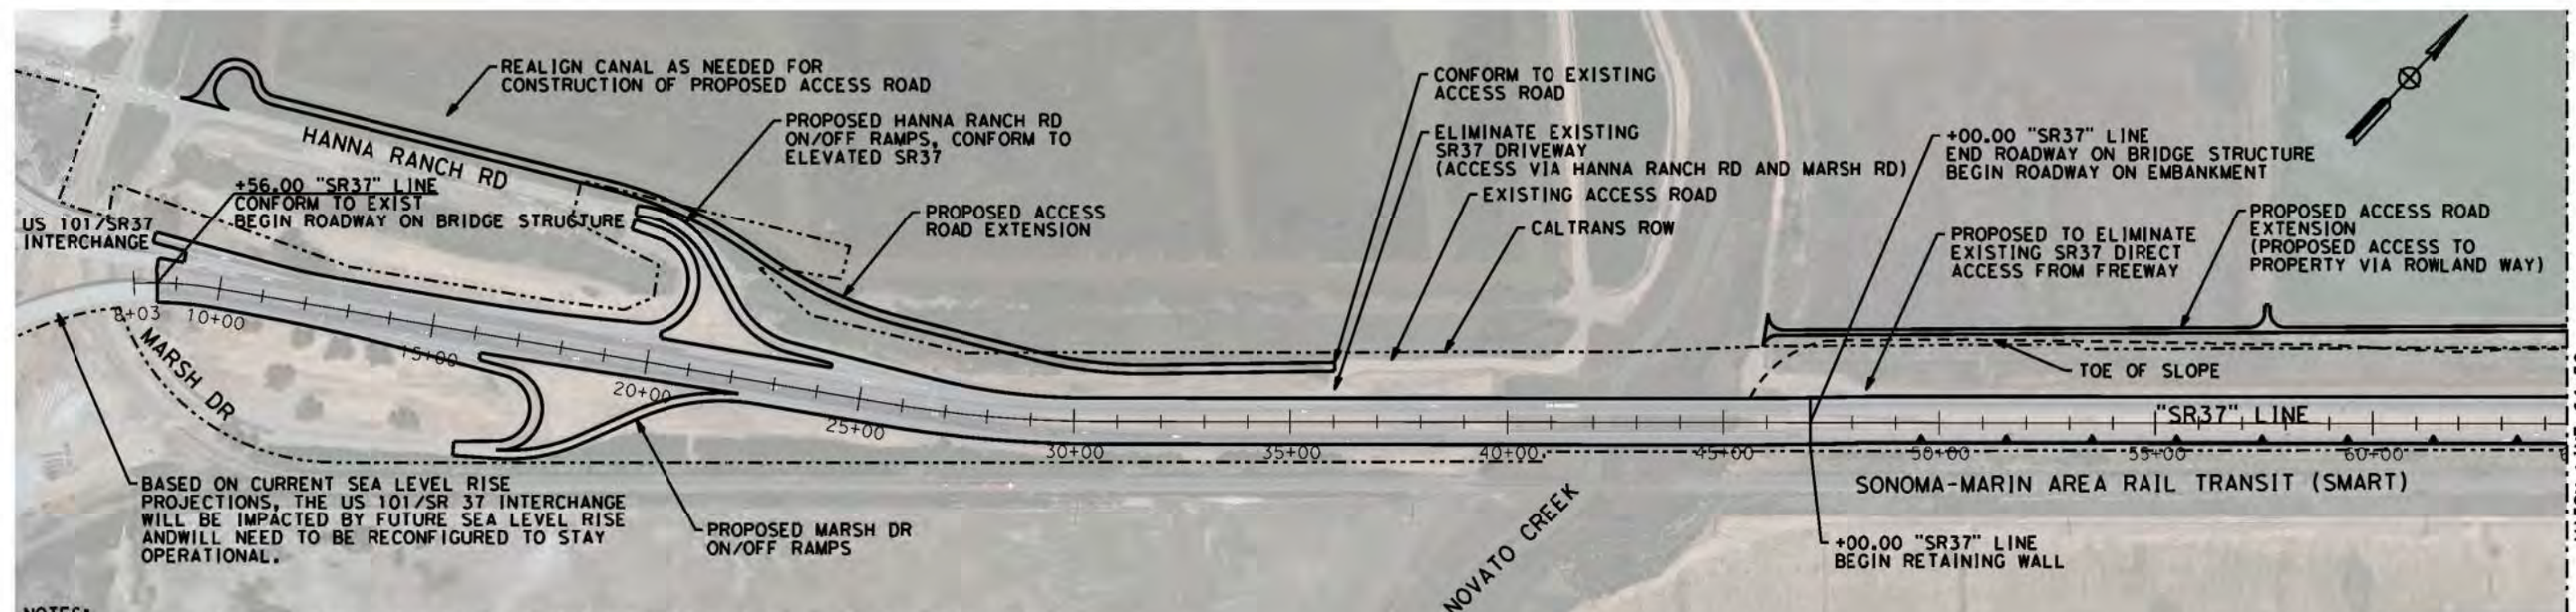 REALIGN CANAL AS NEEDED FOR
CONSTRUCTION OF PROPOSED ACCESS ROAD
HANNA RANCH RD
PROPOSED HANNA RANCH RD
ON/OFF RAMPS, CONFORM TO
ELEVATED SR37
+56.00 "SR37" LINE
CONFORM TO EXIST
BEGIN ROADWAY ON BRIDGE STRUCTURE
US 101/SR37
INTERCHANGE
PROPOSED ACCESS
ROAD EXTENSION
CONFORM TO EXISTING
ACCESS ROAD
ELIMINATE EXISTING
SR37 DRIVEWAY
(ACCESS VIA HANNA RANCH RD AND MARSH RD)
EXISTING ACCESS ROAD
CALTRANS ROW
+00.00 "SR37" LINE
END ROADWAY ON BRIDGE STRUCTURE
BEGIN ROADWAY ON EMBANKMENT
PROPOSED TO ELIMINATE
EXISTING SR37 DIRECT
ACCESS FROM FREEWAY
PROPOSED ACCESS ROAD
EXTENSION
(PROPOSED ACCESS TO
PROPERTY VIA ROWLAND WAY)
TOE OF SLOPE
8+03
10+00
15+00
20+00
25+00
30+00
35+00
40+00
45+00
50+00
55+00
60+00
"SR37" LINE
MARSH DR
SONOMA-MARIN AREA RAIL TRANSIT (SMART)
BASED ON CURRENT SEA LEVEL RISE
PROJECTIONS, THE US 101/SR 37 INTERCHANGE
WILL BE IMPACTED BY FUTURE SEA LEVEL RISE
ANDWILL NEED TO BE RECONFIGURED TO STAY
OPERATIONAL.
PROPOSED MARSH DR
ON/OFF RAMPS
NOVATO CREEK
+00.00 "SR37" LINE
BEGIN RETAINING WALL
NOTES: